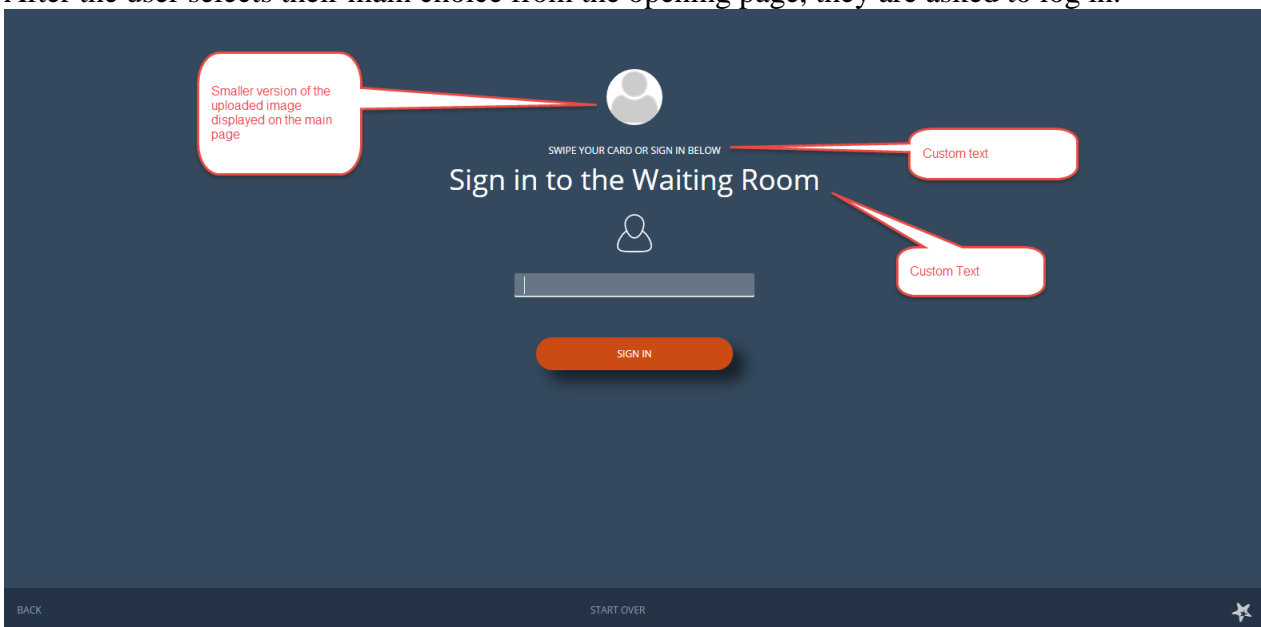 After the user selects their main choice from the opening page, they are asked to log in.
Smaller version of the
uploaded image
displayed on the main
page
SWIPE YOUR CARD OR SIGN IN BELOW
Custom text
Sign in to the Waiting Room
Custom Text
SIGN IN
BACK
START OVER